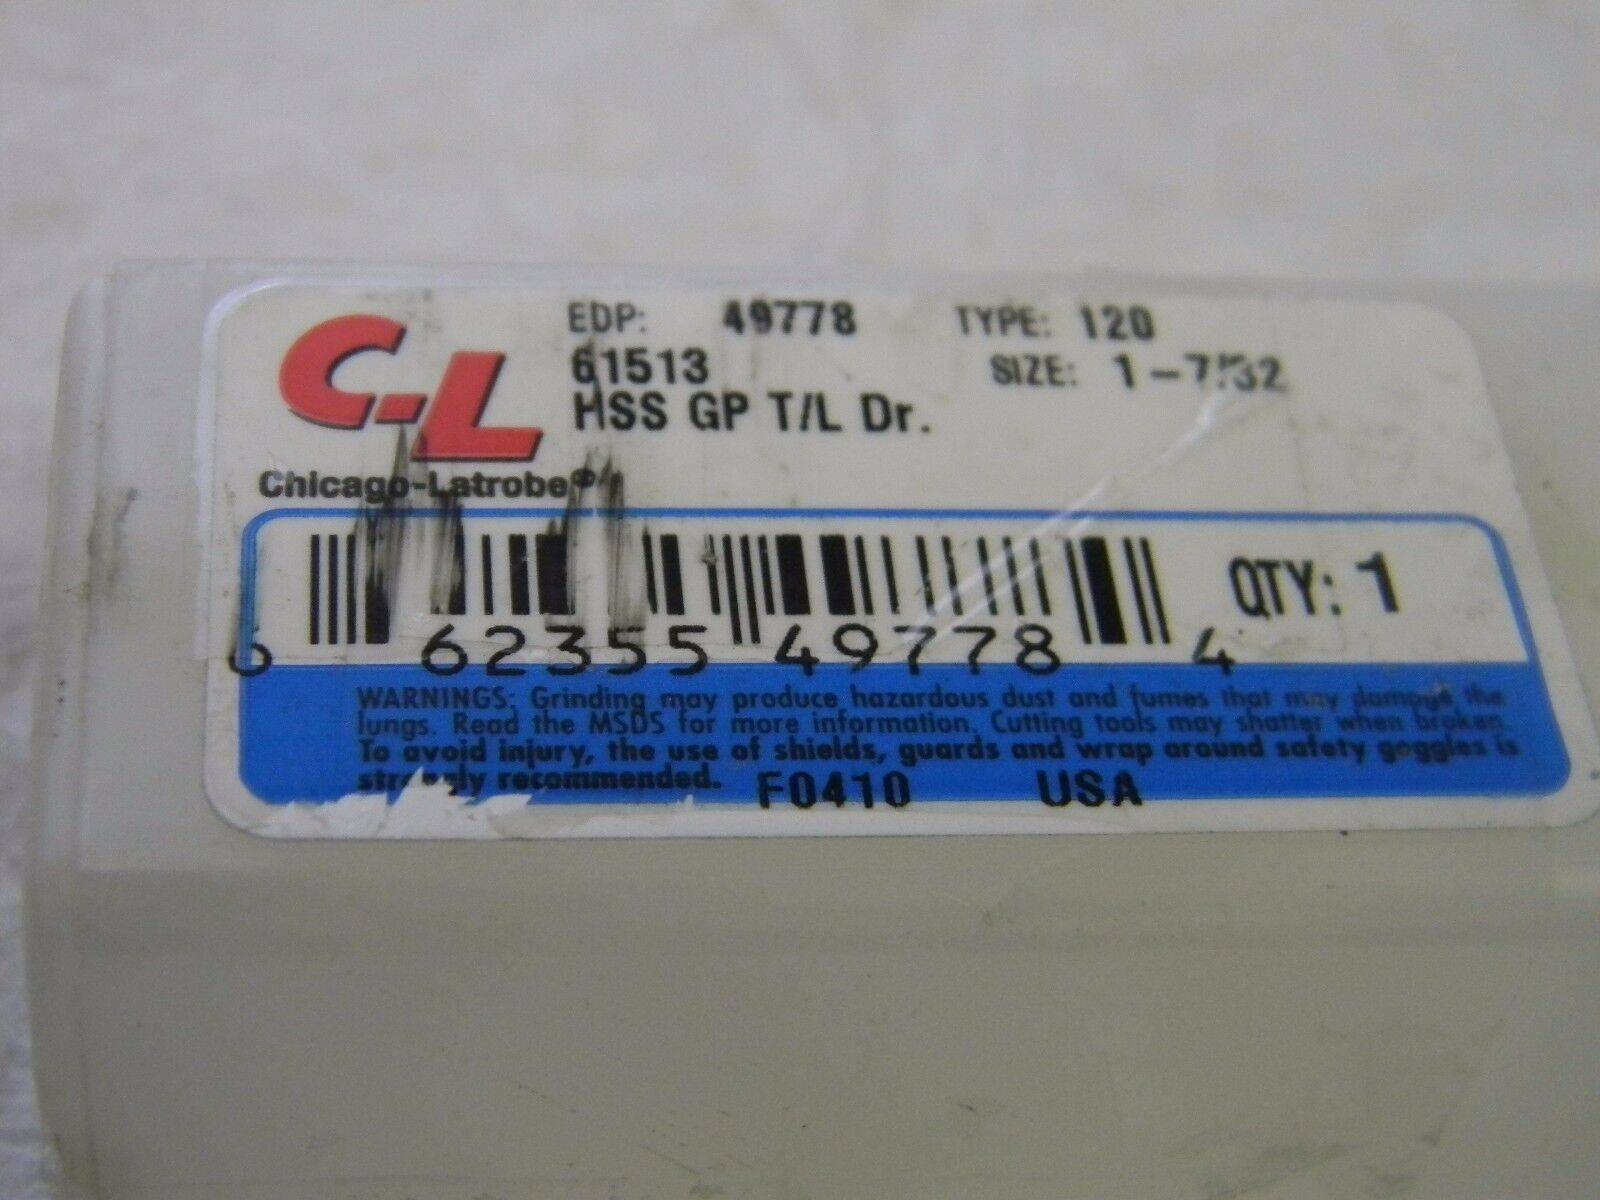 C-L
Chicago-Latrobe®
EDP: 49778 TYPE: 120
61513 SIZE: 1-7/32
HSS GP T/L Dr.
6 62355 49778 4
QTY: 1
WARNINGS: Grinding may produce hazardous dust and fumes that may damage the
lungs. Read the MSDS for more information. Cutting tools may shatter when broken.
To avoid injury, the use of shields, guards and wrap around safety goggles is
strongly recommended.
F0410 USA